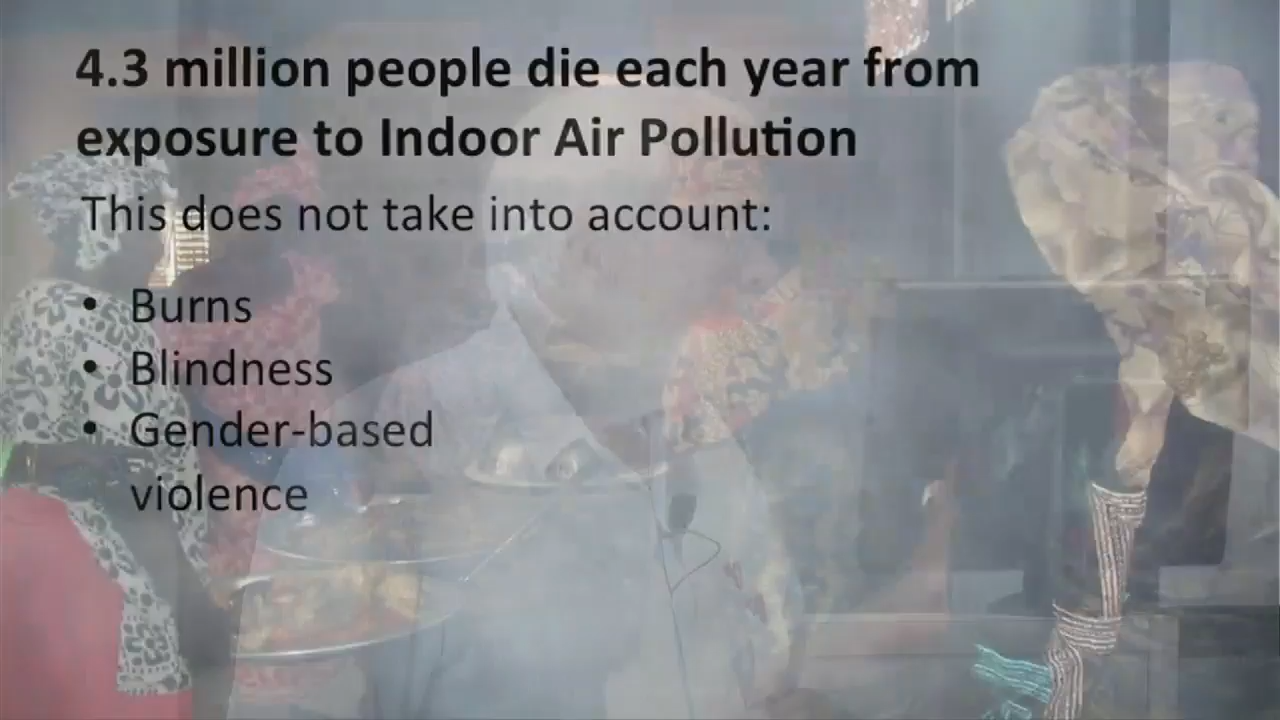 4.3 million people die each year from
exposure to Indoor Air Pollution
This does not take into account:
• Burns
• Blindness
• Gender-based
violence